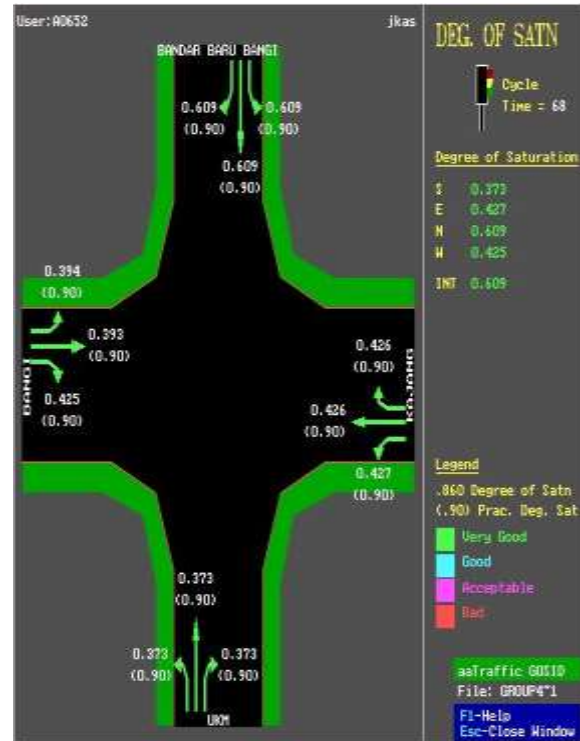 User:A0652
jkas
BANDAR BARU BANGI
0.609
(0.90)
0.609
(0.90)
0.609
(0.90)
0.394
(0.90)
0.393
(0.90)
0.425
(0.90)
BANGI
0.426
(0.90)
0.426
(0.90)
0.427
(0.90)
KAJANG
0.373
(0.90)
0.373
(0.90)
0.373
(0.90)
UKM
DEG. OF SATN
Cycle
Time = 68
Degree of Saturation
S 0.373
E 0.427
N 0.609
W 0.425
INT 0.609
Legend
.860 Degree of Satn
(.90) Prac. Deg. Sat
Very Good
Good
Acceptable
Bad
File: GROUP4~1
F1-Help
Esc-Close Window